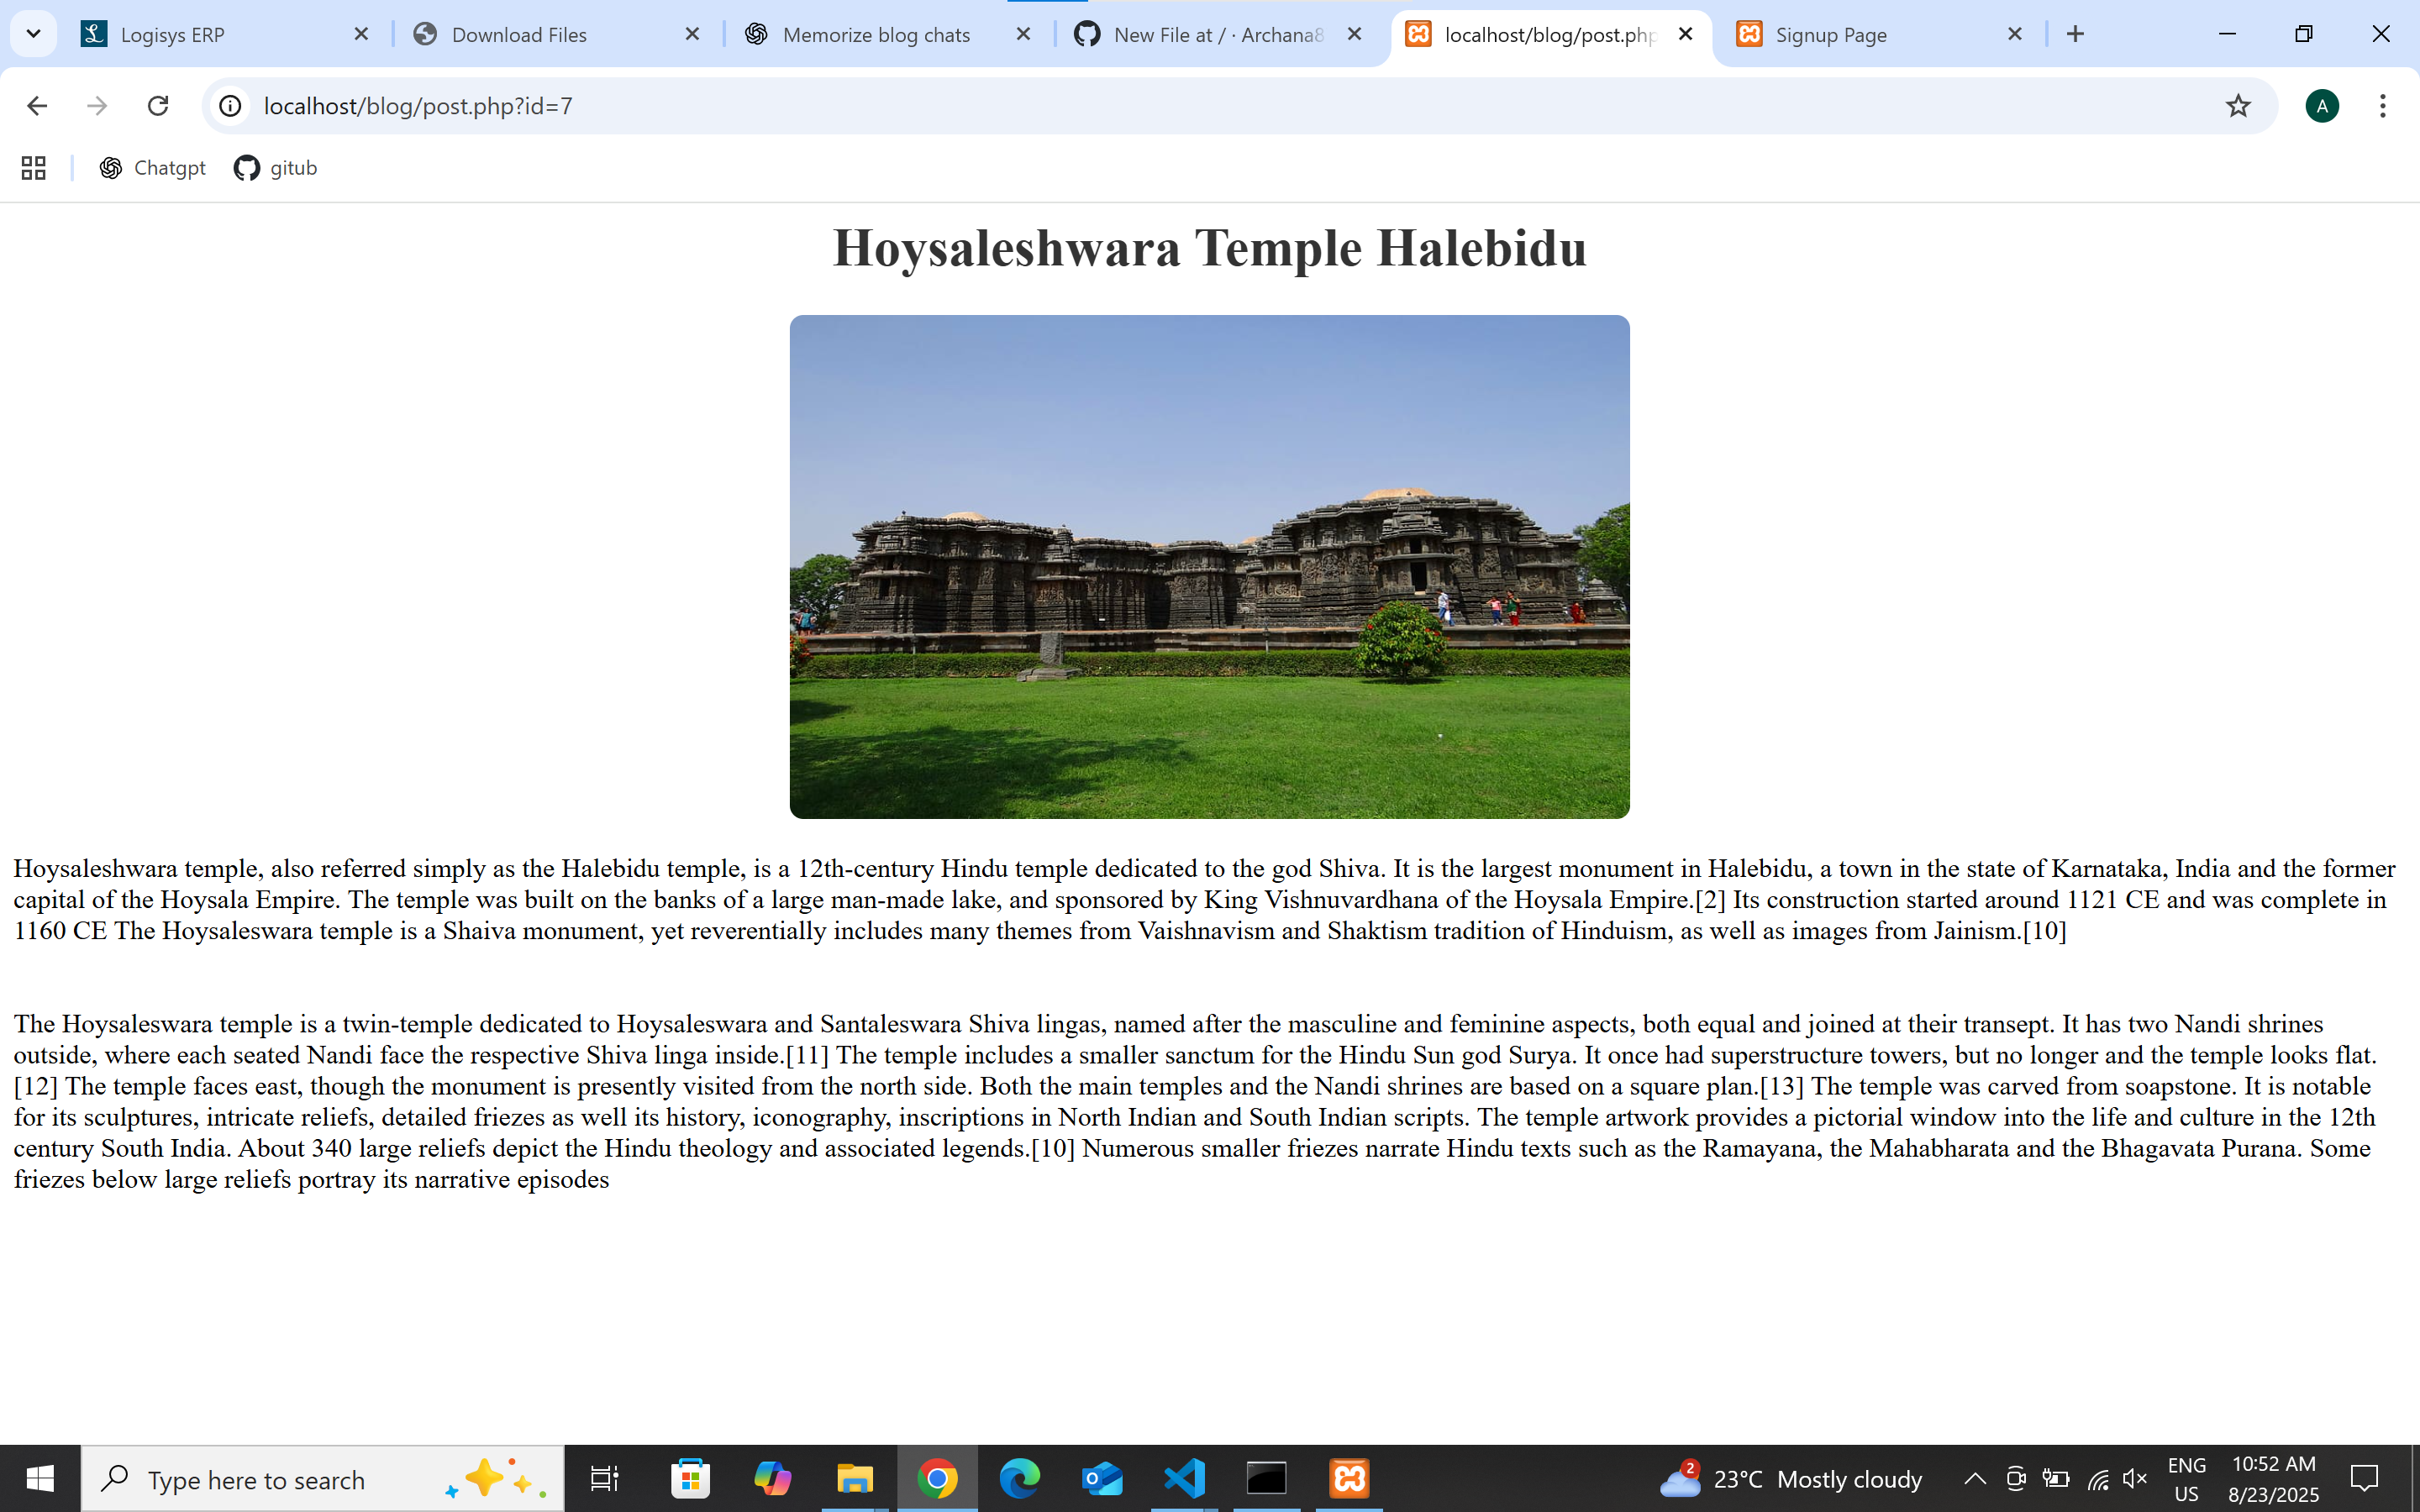 Logisys ERP
Download Files
Memorize blog chats
New File at / · Archana8
localhost/blog/post.php
Signup Page
localhost/blog/post.php?id=7
A
Chatgpt
gitub
Hoysaleshwara Temple Halebidu
Hoysaleshwara temple, also referred simply as the Halebidu temple, is a 12th-century Hindu temple dedicated to the god Shiva. It is the largest monument in Halebidu, a town in the state of Karnataka, India and the former
capital of the Hoysala Empire. The temple was built on the banks of a large man-made lake, and sponsored by King Vishnuvardhana of the Hoysala Empire.[2] Its construction started around 1121 CE and was complete in
1160 CE The Hoysaleswara temple is a Shaiva monument, yet reverentially includes many themes from Vaishnavism and Shaktism tradition of Hinduism, as well as images from Jainism.[10]
The Hoysaleswara temple is a twin-temple dedicated to Hoysaleswara and Santaleswara Shiva lingas, named after the masculine and feminine aspects, both equal and joined at their transept. It has two Nandi shrines
outside, where each seated Nandi face the respective Shiva linga inside.[11] The temple includes a smaller sanctum for the Hindu Sun god Surya. It once had superstructure towers, but no longer and the temple looks flat.
[12] The temple faces east, though the monument is presently visited from the north side. Both the main temples and the Nandi shrines are based on a square plan.[13] The temple was carved from soapstone. It is notable
for its sculptures, intricate reliefs, detailed friezes as well its history, iconography, inscriptions in North Indian and South Indian scripts. The temple artwork provides a pictorial window into the life and culture in the 12th
century South India. About 340 large reliefs depict the Hindu theology and associated legends.[10] Numerous smaller friezes narrate Hindu texts such as the Ramayana, the Mahabharata and the Bhagavata Purana. Some
friezes below large reliefs portray its narrative episodes
Type here to search
2
23°C Mostly cloudy
ENG
US
10:52 AM
8/23/2025